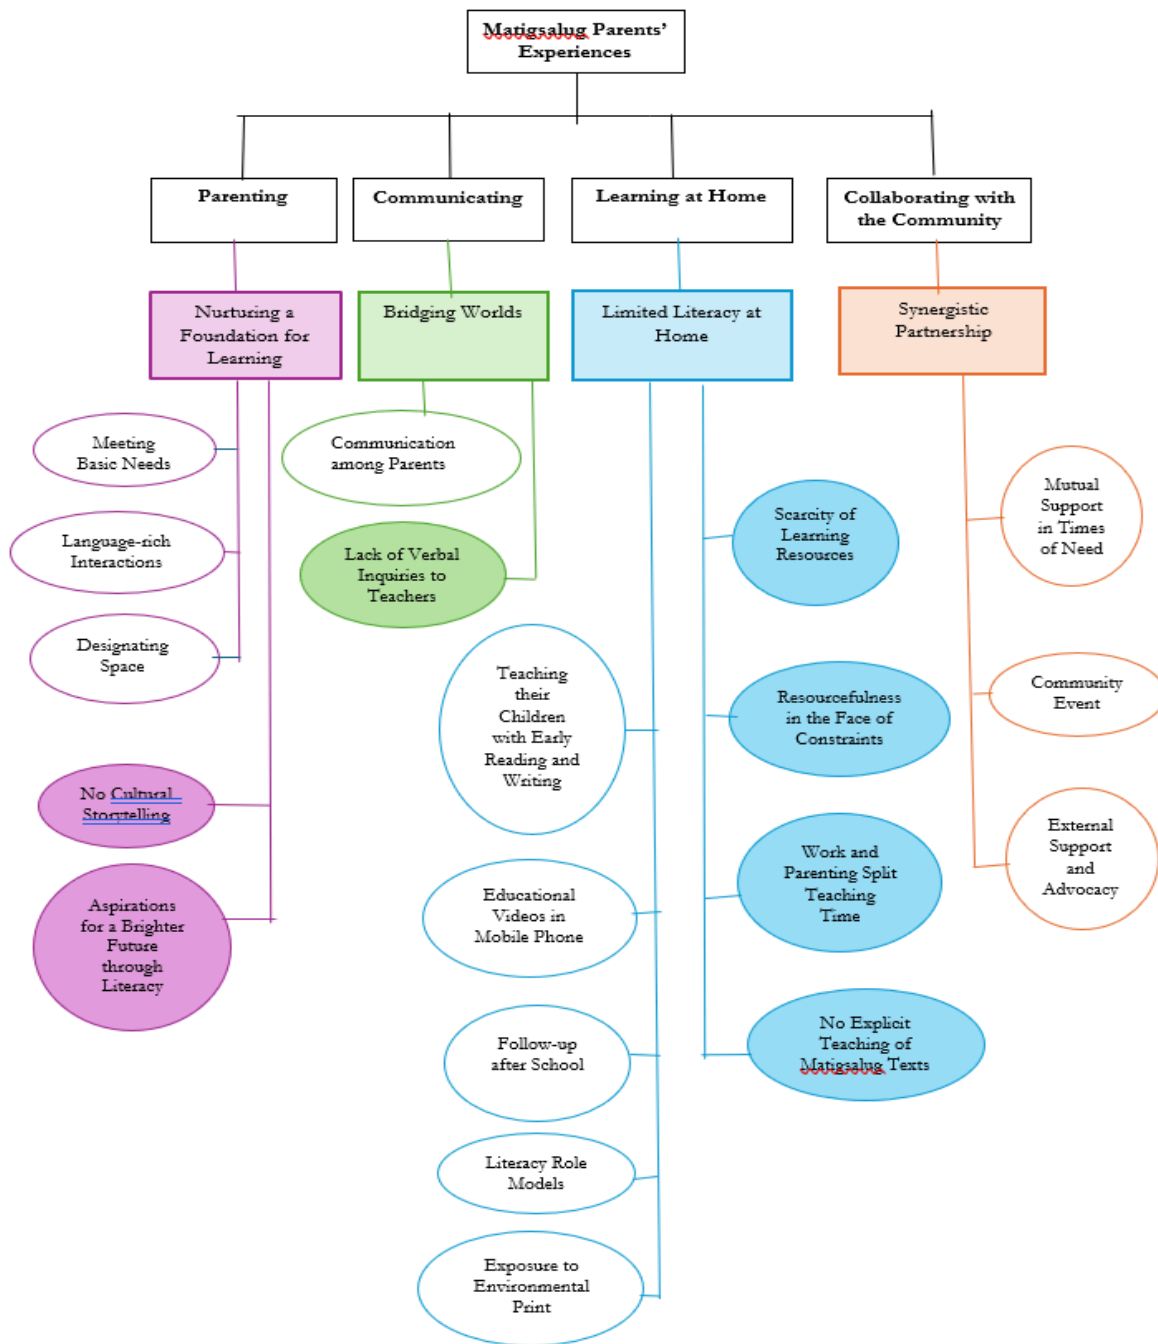 Matigsalug Parents’
Experiences
Parenting
Communicating
Learning at Home
Collaborating with
the Community
Nurturing a
Foundation for
Learning
Bridging Worlds
Limited Literacy at
Home
Synergistic
Partnership
Meeting
Basic Needs
Language-rich
Interactions
Designating
Space
No Cultural
Storytelling
Aspirations
for a Brighter
Future
through
Literacy
Communication
among Parents
Lack of Verbal
Inquiries to
Teachers
Teaching
their
Children
with Early
Reading and
Writing
Educational
Videos in
Mobile Phone
Follow-up
after School
Literacy Role
Models
Exposure to
Environmental
Print
Scarcity of
Learning
Resources
Resourcefulness
in the Face of
Constraints
Work and
Parenting Split
Teaching
Time
No Explicit
Teaching of
Matigsalug Texts
Mutual
Support
in Times
of Need
Community
Event
External
Support
and
Advocacy